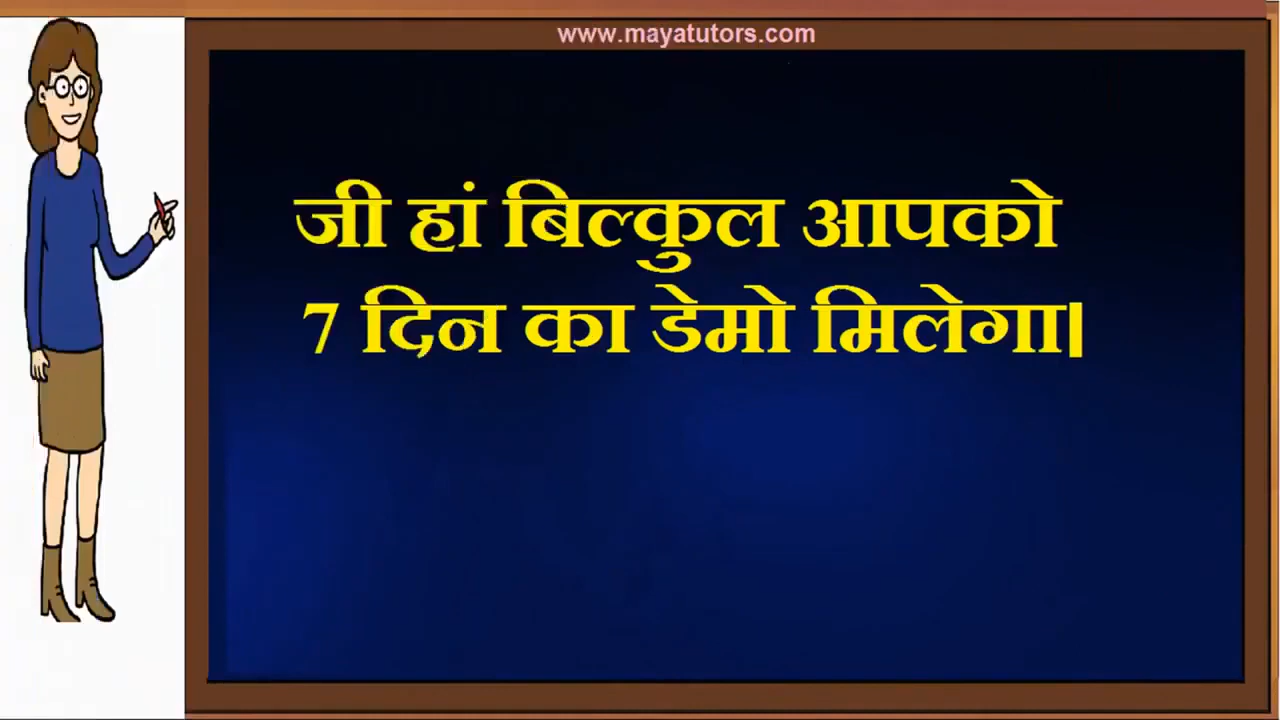 www.mayatutors.com
जी हां बिल्कुल आपको
7 दिन का डेमो मिलेगा।